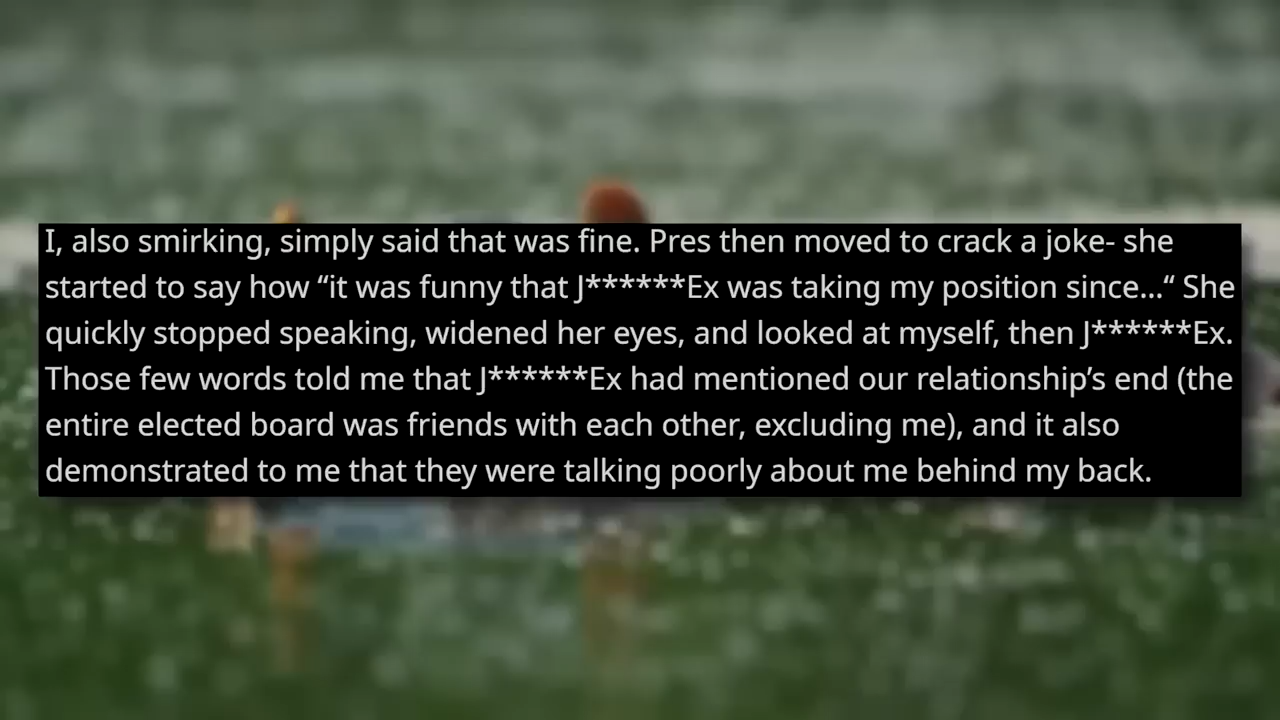 I, also smirking, simply said that was fine. Pres then moved to crack a joke- she
started to say how “it was funny that J******Ex was taking my position since...“ She
quickly stopped speaking, widened her eyes, and looked at myself, then J******Ex.
Those few words told me that J******Ex had mentioned our relationship’s end (the
entire elected board was friends with each other, excluding me), and it also
demonstrated to me that they were talking poorly about me behind my back.